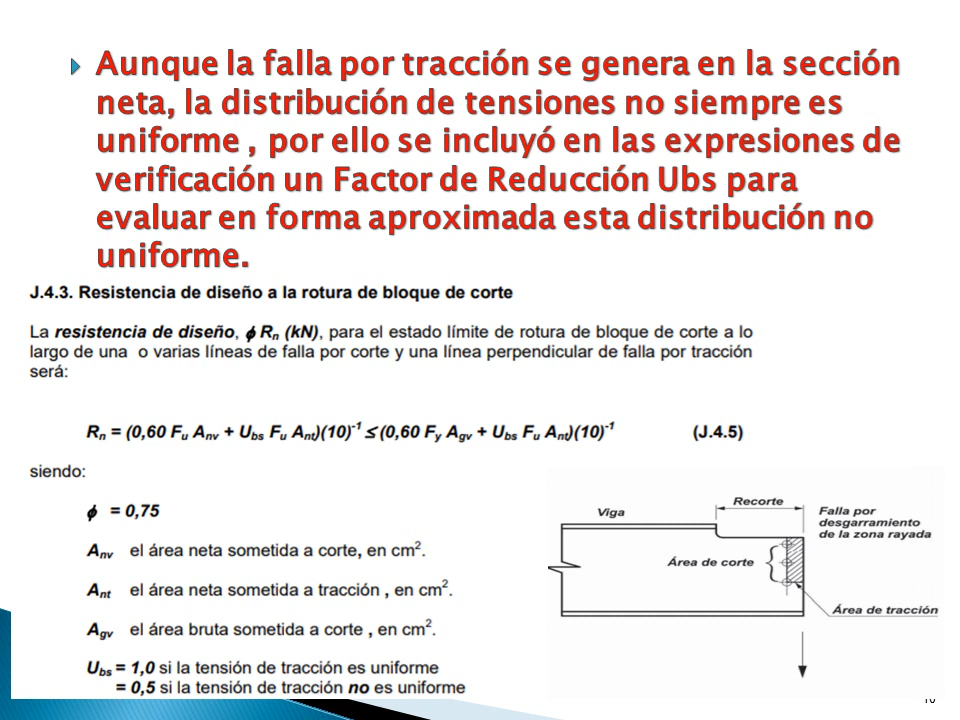 Aunque la falla por tracción se genera en la sección
neta, la distribución de tensiones no siempre es
uniforme , por ello se incluyó en las expresiones de
verificación un Factor de Reducción Ubs para
evaluar en forma aproximada esta distribución no
uniforme.
J.4.3. Resistencia de diseño a la rotura de bloque de corte
La resistencia de diseño, ϕ Rn (kN), para el estado límite de rotura de bloque de corte a lo
largo de una o varias líneas de falla por corte y una línea perpendicular de falla por tracción
será:
Rn = (0,60 Fu Anv + Ubs Fu Ant)(10)⁻¹ ≤ (0,60 Fy Agv + Ubs Fu Ant)(10)⁻¹ (J.4.5)
siendo:
ϕ = 0,75
Anv el área neta sometida a corte, en cm².
Ant el área neta sometida a tracción , en cm².
Agv el área bruta sometida a corte , en cm².
Ubs = 1,0 si la tensión de tracción es uniforme
= 0,5 si la tensión de tracción no es uniforme
Viga
Recorte
Falla por
desgarramiento
de la zona rayada
Área de corte
Área de tracción